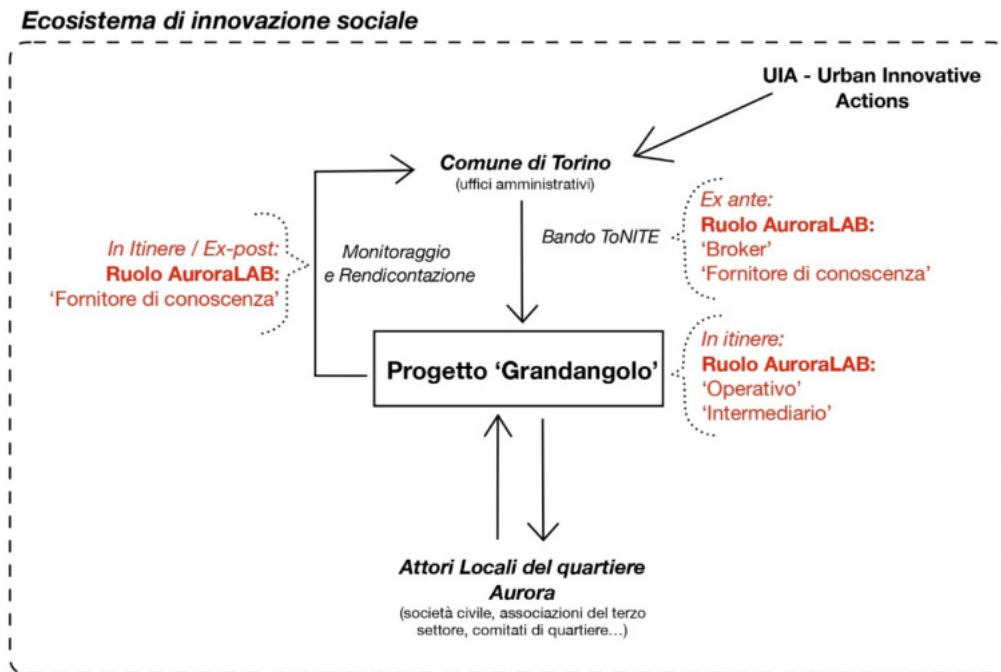 Ecosistema di innovazione sociale
UIA - Urban Innovative
Actions
Comune di Torino
(uffici amministrativi)
Ex ante:
Ruolo AuroraLAB:
'Broker'
'Fornitore di conoscenza'
Bando ToNITE
In Itinere / Ex-post:
Ruolo AuroraLAB:
'Fornitore di conoscenza'
Monitoraggio
e Rendicontazione
Progetto 'Grandangolo'
In itinere:
Ruolo AuroraLAB:
'Operativo'
'Intermediario'
Attori Locali del quartiere
Aurora
(società civile, associazioni del terzo
settore, comitati di quartiere...)